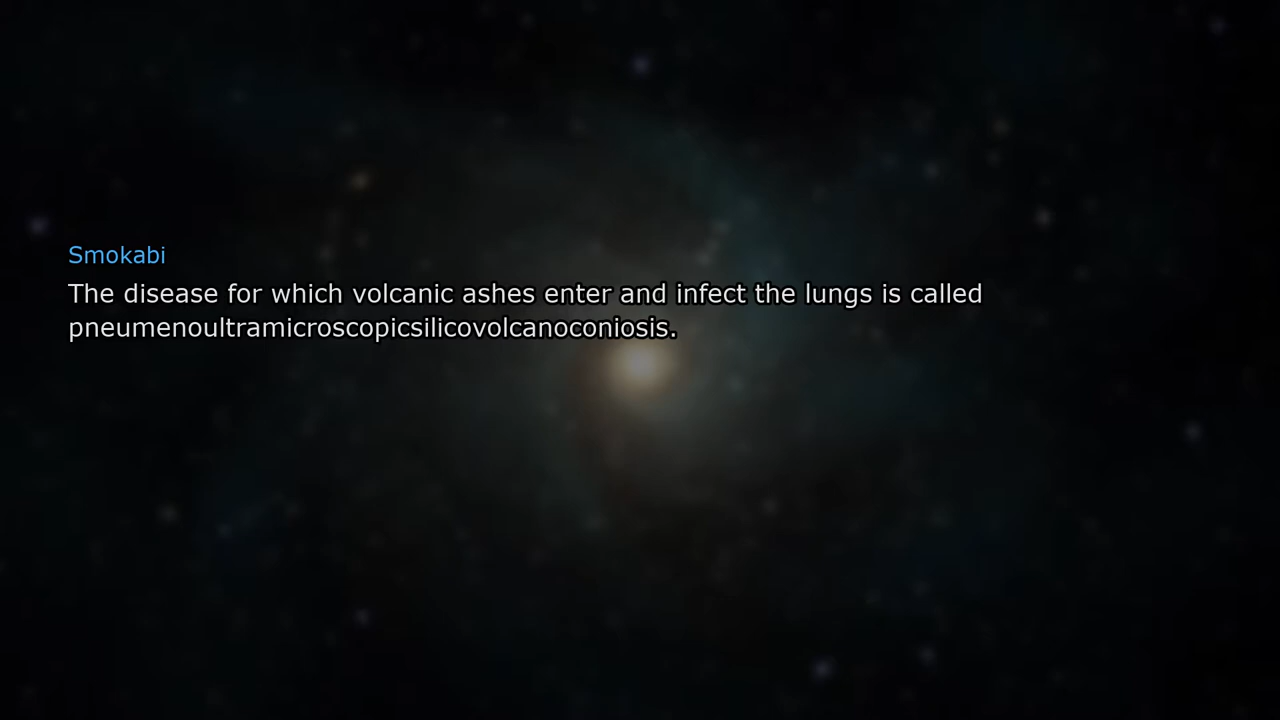 Smokabi
The disease for which volcanic ashes enter and infect the lungs is called
pneumenoultramicroscopicsilicovolcanoconiosis.